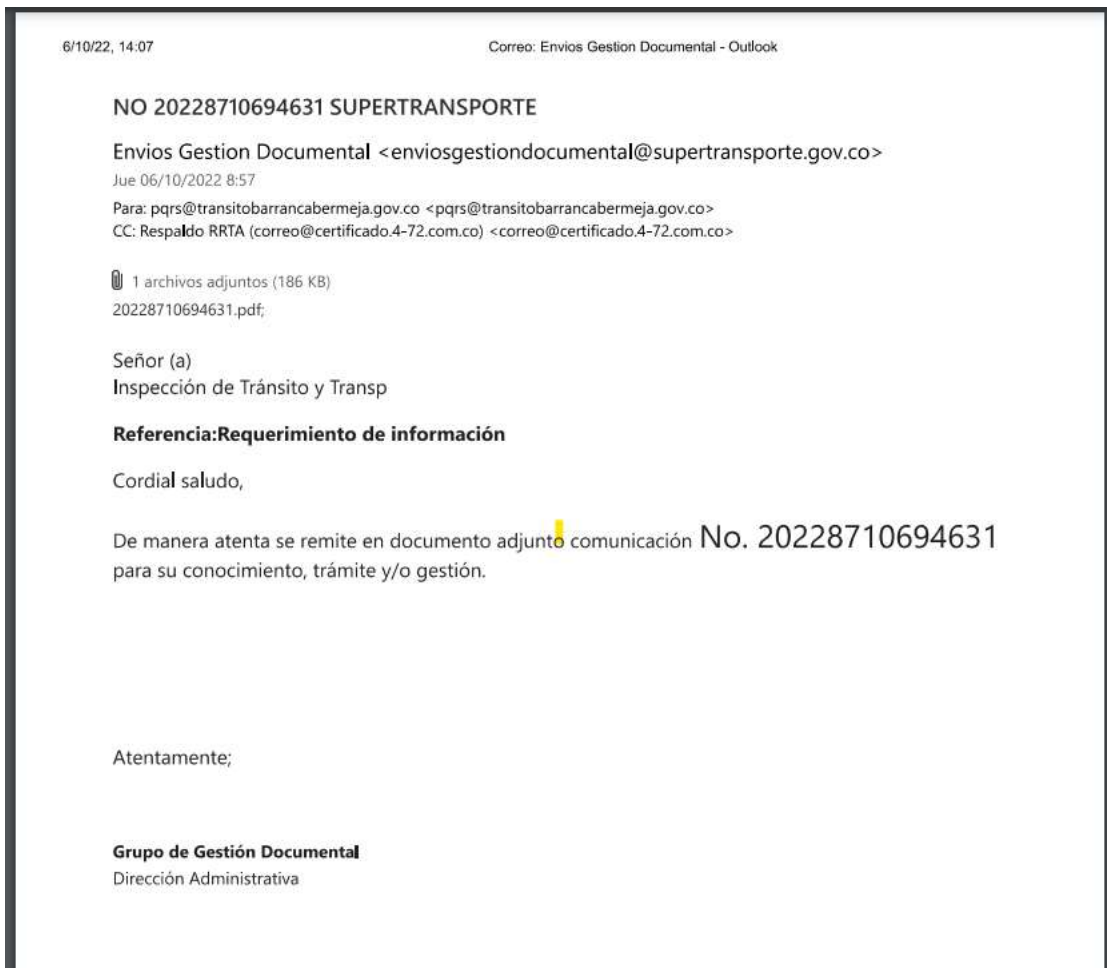 6/10/22, 14:07 Correo: Envios Gestion Documental - Outlook
NO 20228710694631 SUPERTRANSPORTE
Envios Gestion Documental <enviosgestiondocumental@supertransporte.gov.co>
Jue 06/10/2022 8:57
Para: pqrs@transitobarrancabermeja.gov.co <pqrs@transitobarrancabermeja.gov.co>
CC: Respaldo RRTA (correo@certificado.4-72.com.co) <correo@certificado.4-72.com.co>
1 archivos adjuntos (186 KB)
20228710694631.pdf;
Señor (a)
Inspección de Tránsito y Transp
Referencia:Requerimiento de información
Cordial saludo,
De manera atenta se remite en documento adjunto comunicación No. 20228710694631
para su conocimiento, trámite y/o gestión.
Atentamente;
Grupo de Gestión Documental
Dirección Administrativa